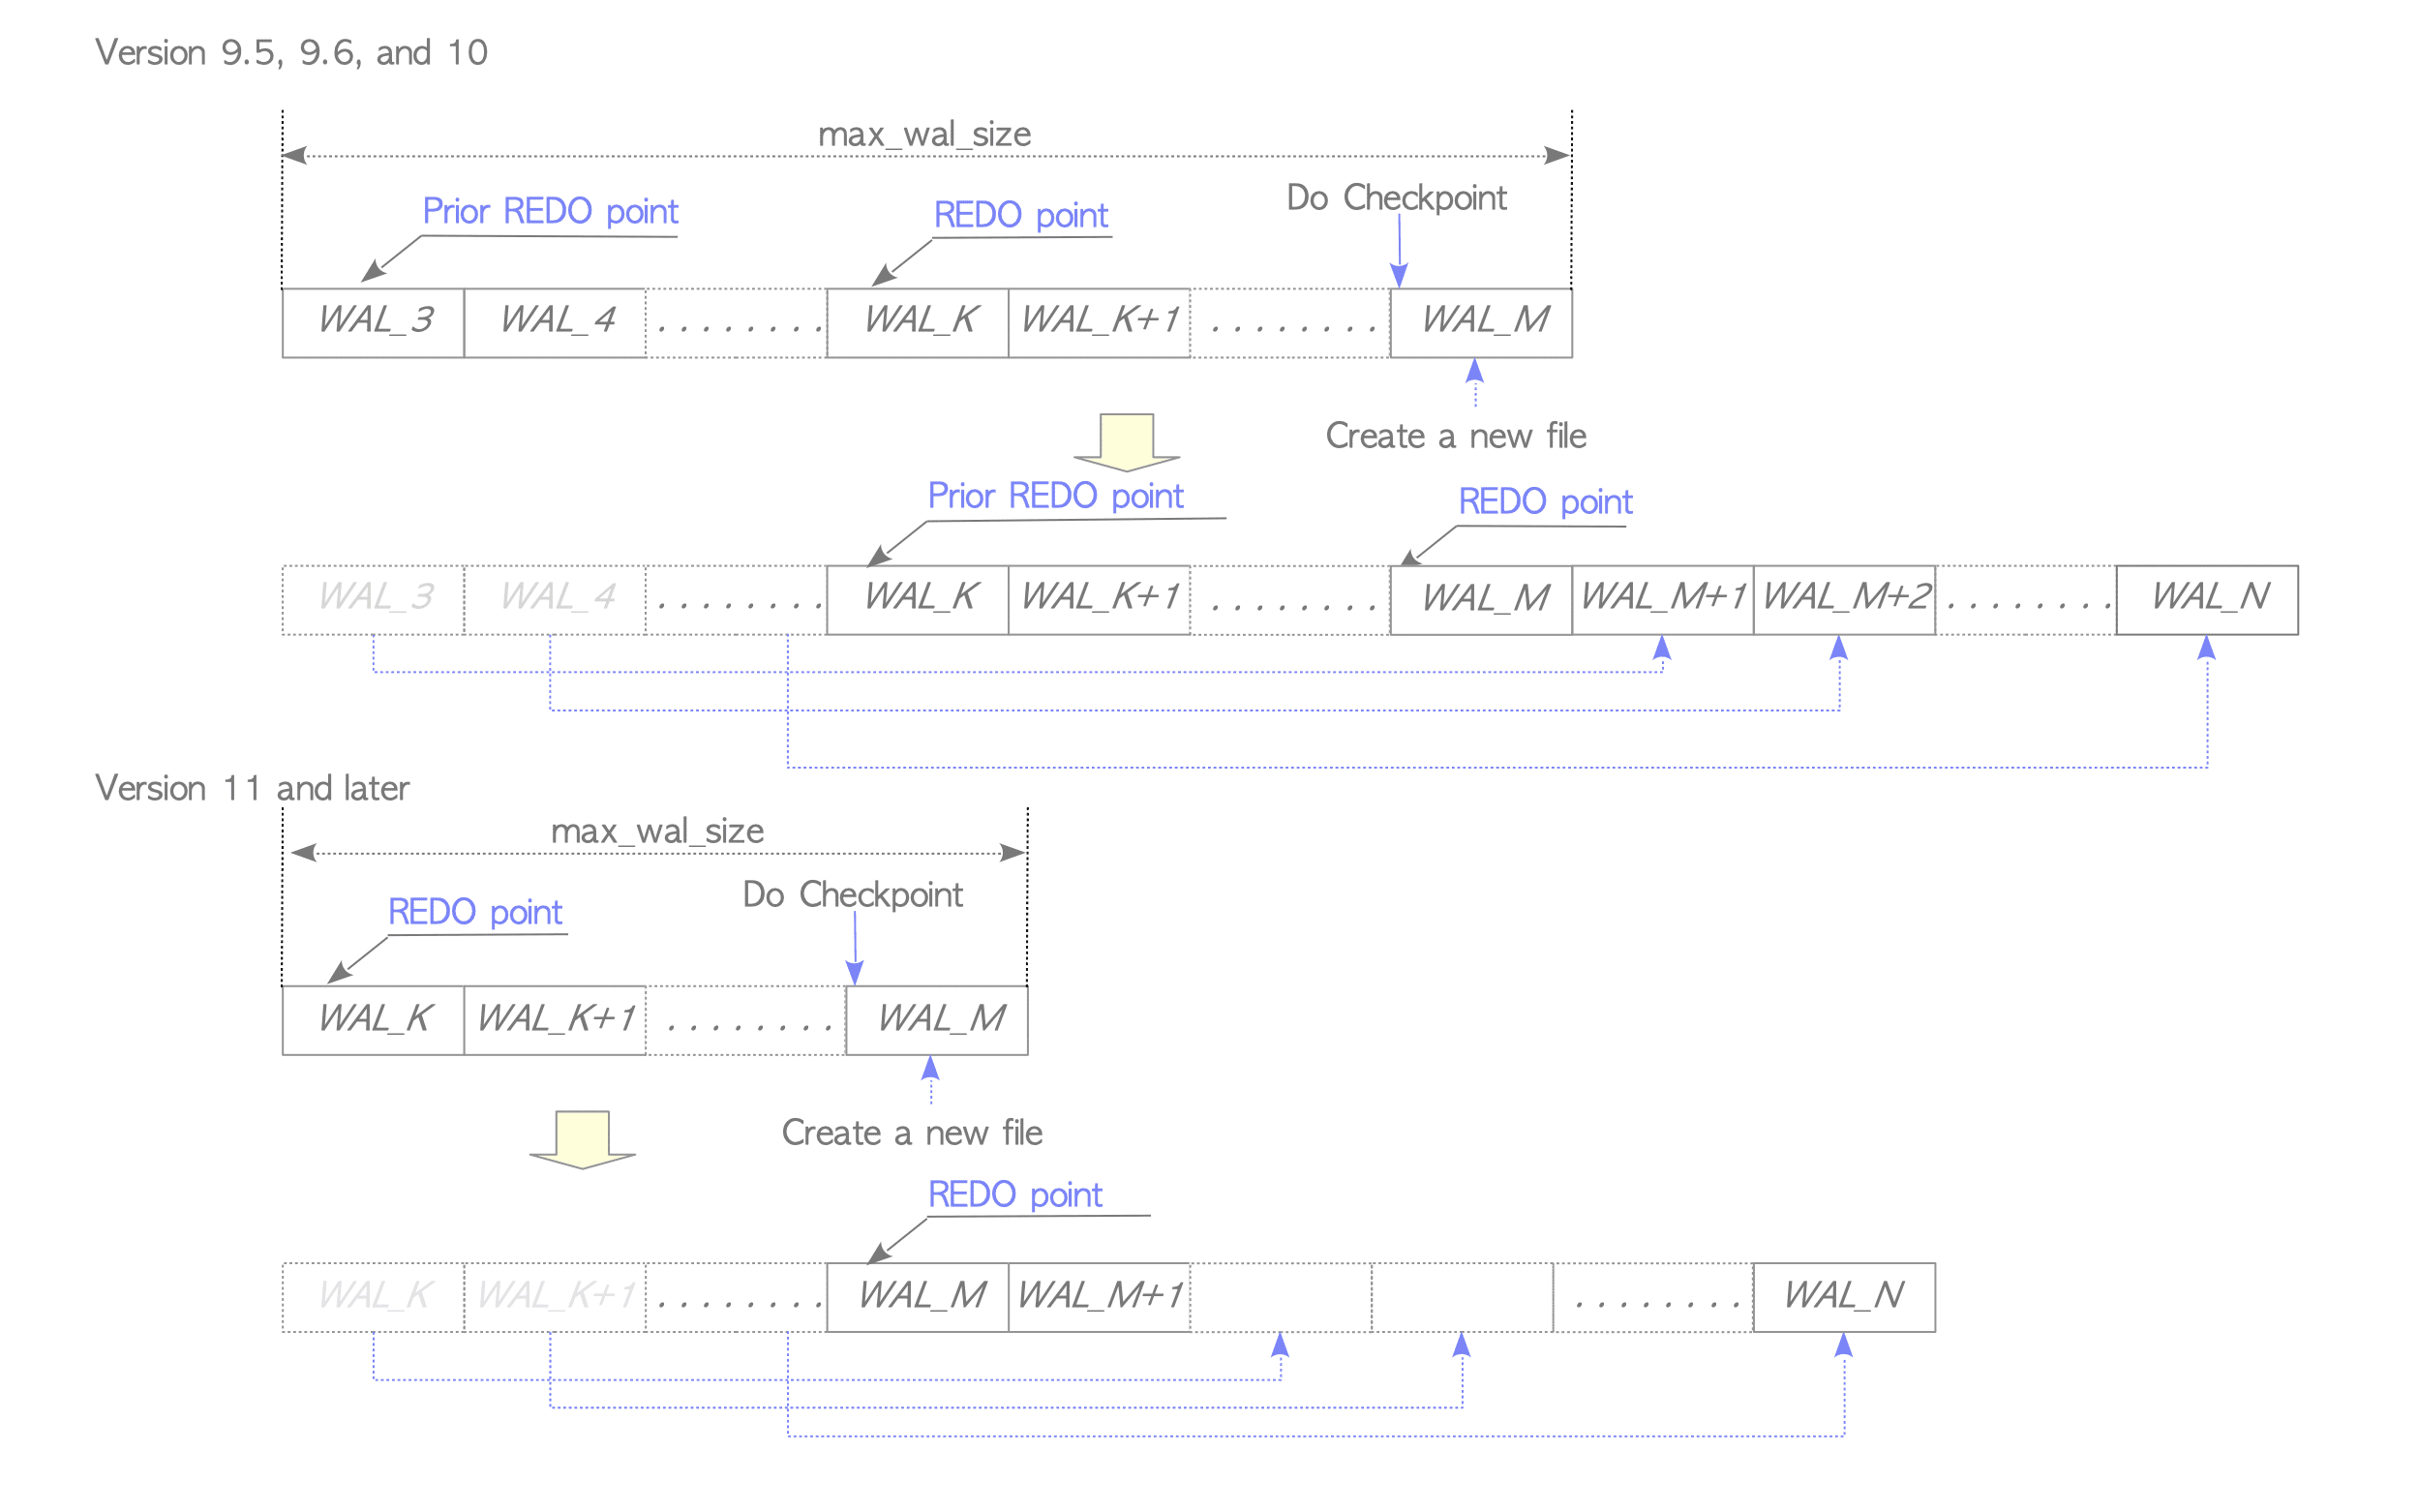 Version 9.5, 9.6, and 10
max_wal_size
Do Checkpoint
Prior REDO point
REDO point
WAL_3 WAL_4 ........ WAL_K WAL_K+1 ........ WAL_M
Create a new file
Prior REDO point
REDO point
WAL_3 WAL_4 ........ WAL_K WAL_K+1 ........ WAL_M WAL_M+1 WAL_M+2 ........ WAL_N
Version 11 and later
max_wal_size
Do Checkpoint
REDO point
WAL_K WAL_K+1 ........ WAL_M
Create a new file
REDO point
WAL_K WAL_K+1 ........ WAL_M WAL_M+1 ........ WAL_N